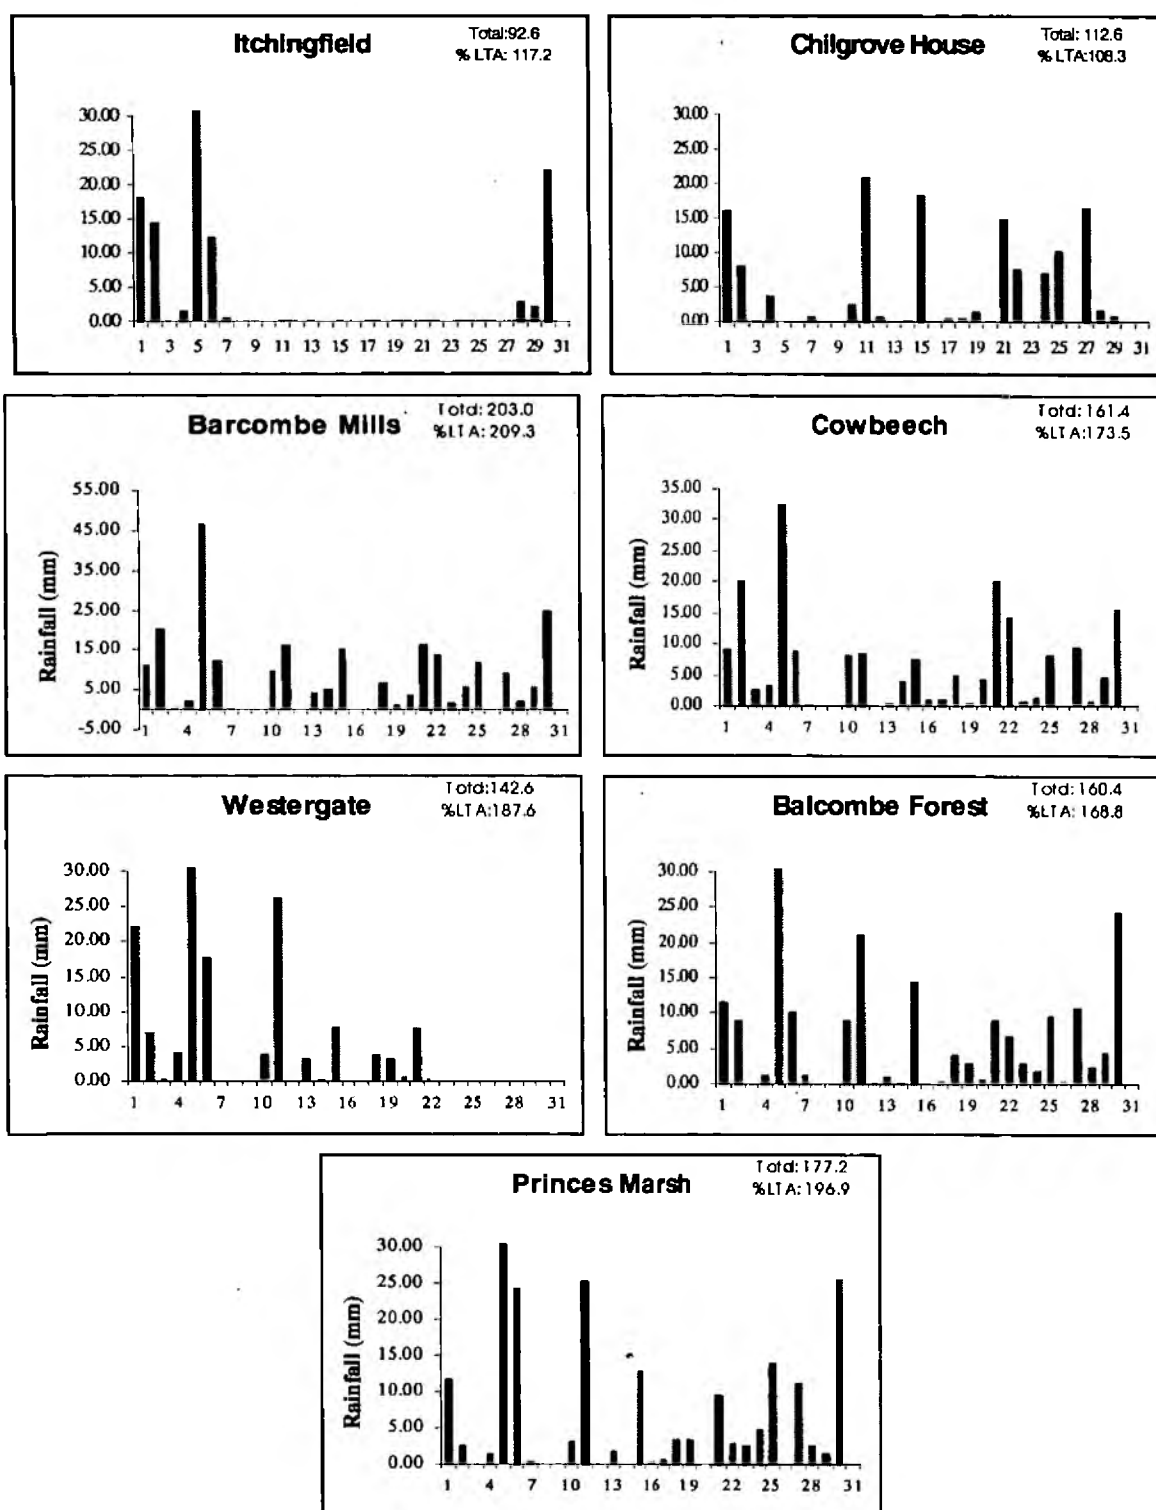 Itchingfield
Total:92.6
% LTA: 117.2
30.00
25.00
20.00
15.00
10.00
5.00
0.00
1 3 5 7 9 11 13 15 17 19 21 23 25 27 29 31
Chilgrove House
Total: 112.6
% LTA:108.3
30.00
25.00
20.00
15.00
10.00
5.00
0.00
1 3 5 7 9 11 13 15 17 19 21 23 25 27 29 31
Barcombe Mills
Total: 203.0
%LTA: 209.3
Rainfall (mm)
55.00
45.00
35.00
25.00
15.00
5.00
-5.00
1 4 7 10 13 16 19 22 25 28 31
Cowbeech
Total: 161.4
%LTA:173.5
Rainfall (mm)
35.00
30.00
25.00
20.00
15.00
10.00
5.00
0.00
1 4 7 10 13 16 19 22 25 28 31
Westergate
Total:142.6
%LTA:187.6
Rainfall (mm)
30.00
25.00
20.00
15.00
10.00
5.00
0.00
1 4 7 10 13 16 19 22 25 28 31
Balcombe Forest
Total: 160.4
%LTA: 168.8
Rainfall (mm)
30.00
25.00
20.00
15.00
10.00
5.00
0.00
1 4 7 10 13 16 19 22 25 28 31
Princes Marsh
Total: 177.2
%LTA: 196.9
Rainfall (mm)
30.00
25.00
20.00
15.00
10.00
5.00
0.00
1 4 7 10 13 16 19 22 25 28 31